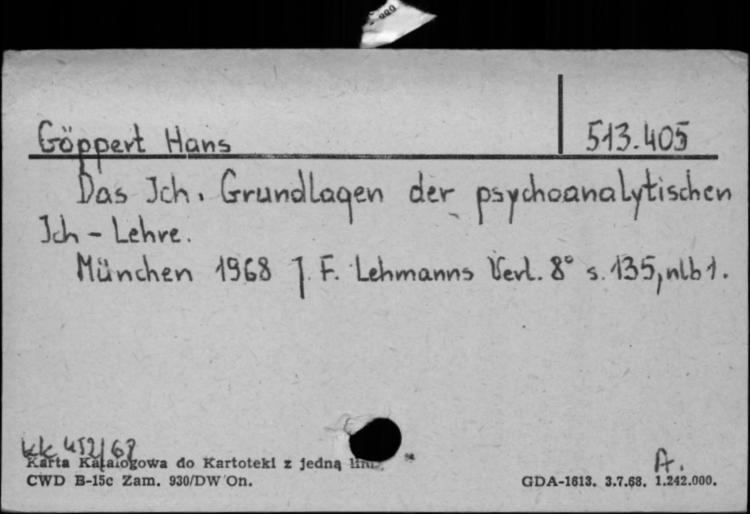 Göppert Hans 513.405
Das Ich. Grundlagen der psychoanalytischen
Ich - Lehre.
München 1968 J. F. Lehmanns Verl. 8° s. 135, nlb 1.
kk 452/68
A.
Karta Katalogowa do Kartoteki z jedną
CWD B-15c Zam. 930/DW On. GDA-1613. 3.7.68. 1.242.000.